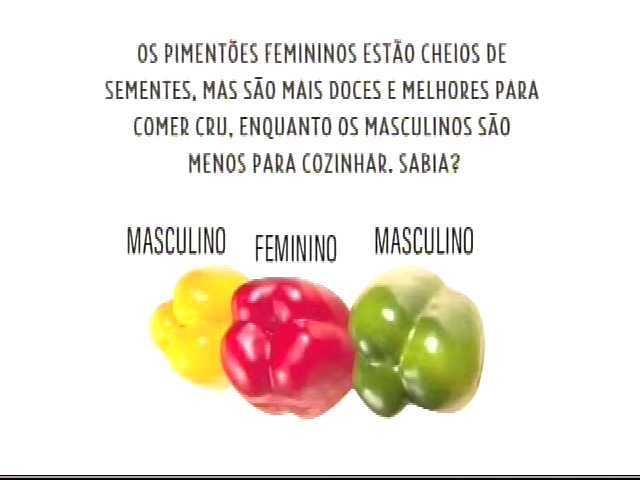 OS PIMENTÕES FEMININOS ESTÃO CHEIOS DE
SEMENTES, MAS SÃO MAIS DOCES E MELHORES PARA
COMER CRU, ENQUANTO OS MASCULINOS SÃO
MENOS PARA COZINHAR. SABIA?
MASCULINO FEMININO MASCULINO